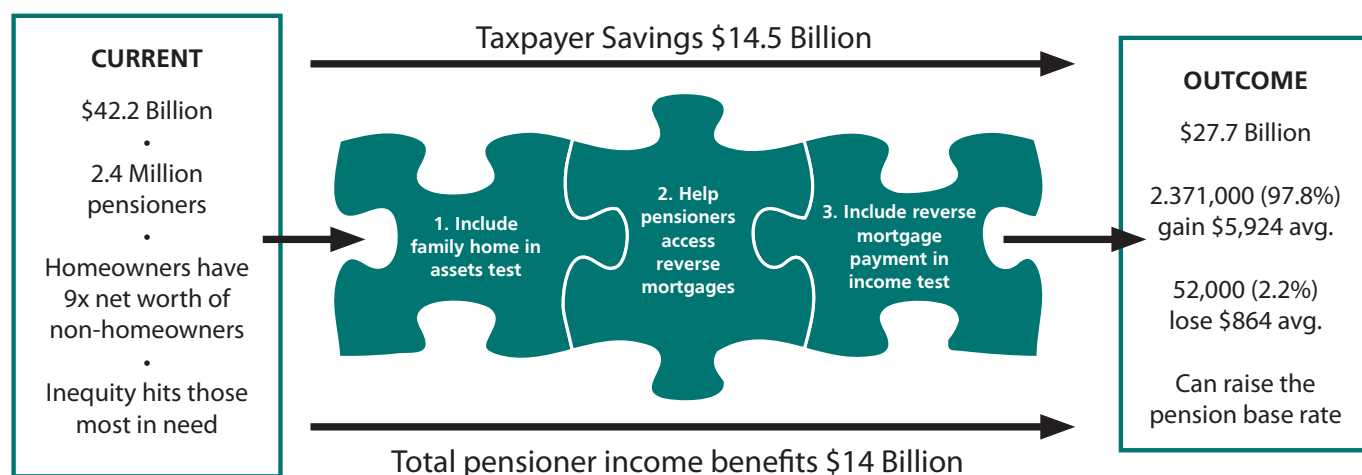 Taxpayer Savings $14.5 Billion
CURRENT
$42.2 Billion
•
2.4 Million
pensioners
•
Homeowners have
9x net worth of
non-homeowners
•
Inequity hits those
most in need
1. Include
family home in
assets test
2. Help
pensioners
access
reverse
mortgages
3. Include reverse
mortgage
payment in
income test
OUTCOME
$27.7 Billion
2.371,000 (97.8%)
gain $5,924 avg.
52,000 (2.2%)
lose $864 avg.
Can raise the
pension base rate
Total pensioner income benefits $14 Billion